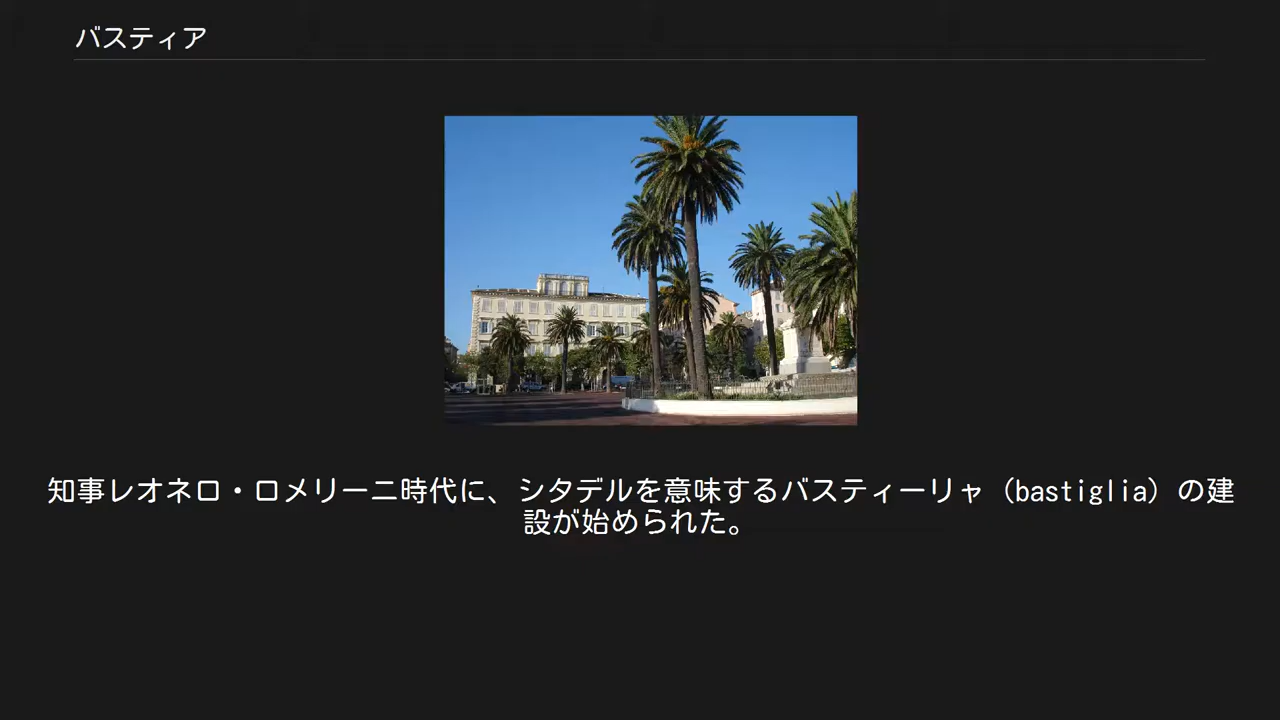 バスティア
知事レオネロ・ロメリーニ時代に、シタデルを意味するバスティーリャ（bastiglia）の建
設が始められた。